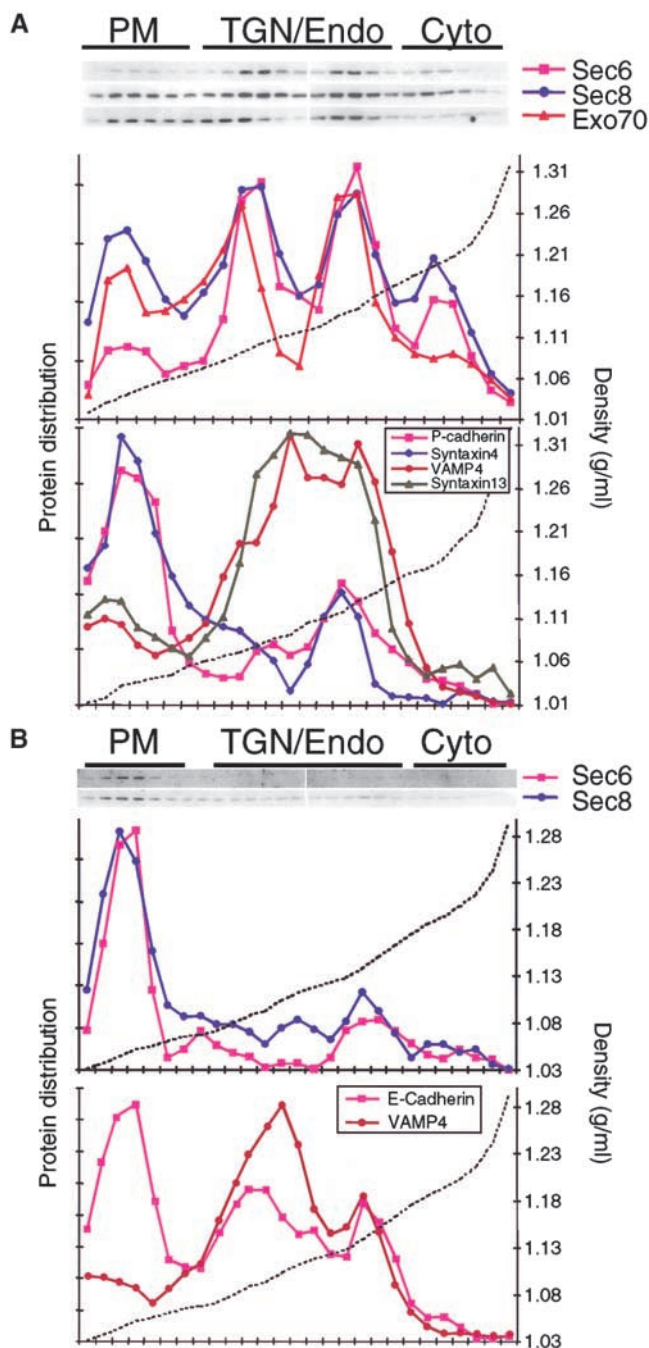 A
PM TGN/Endo Cyto
Sec6
Sec8
Exo70
1.31
1.26
1.21
1.16
1.11
1.06
1.01
Protein distribution
Density (g/ml)
P-cadherin
Syntaxin4
VAMP4
Syntaxin13
1.31
1.26
1.21
1.16
1.11
1.06
1.01
B
PM TGN/Endo Cyto
Sec6
Sec8
1.28
1.23
1.18
1.13
1.08
1.03
Protein distribution
Density (g/ml)
E-Cadherin
VAMP4
1.28
1.23
1.18
1.13
1.08
1.03